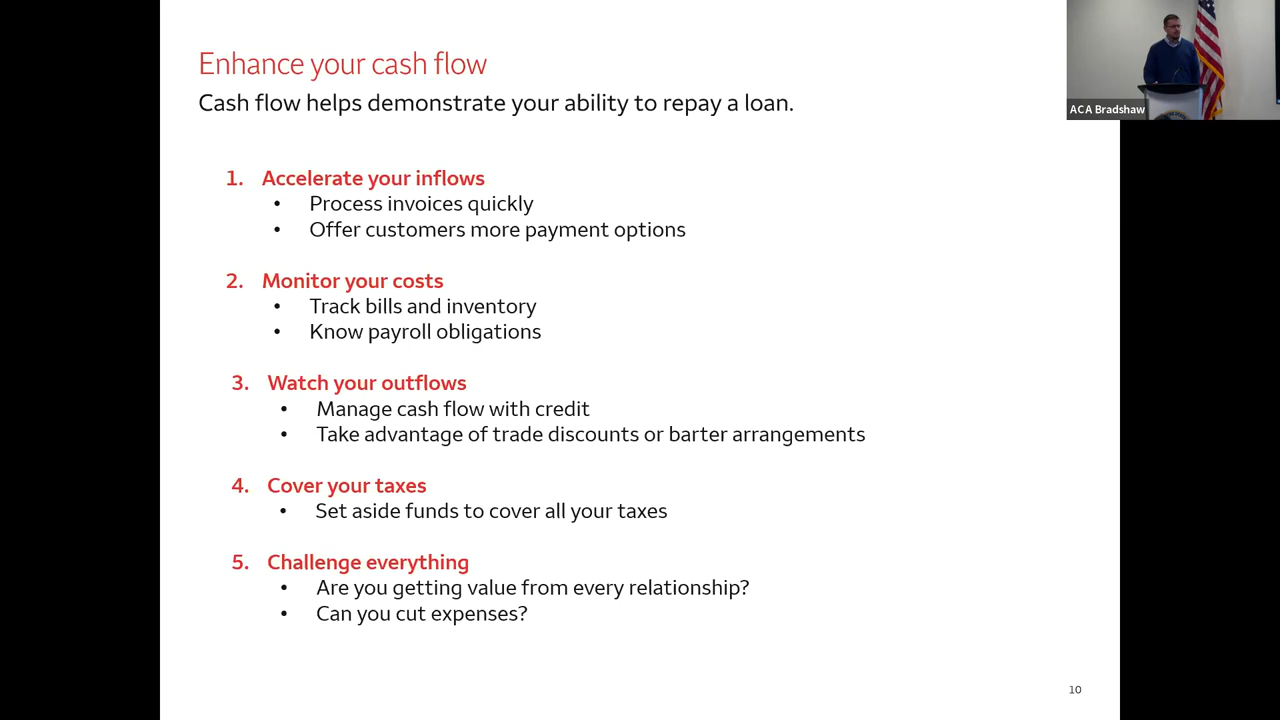 Enhance your cash flow
Cash flow helps demonstrate your ability to repay a loan.
ACA Bradshaw
1. Accelerate your inflows
• Process invoices quickly
• Offer customers more payment options
2. Monitor your costs
• Track bills and inventory
• Know payroll obligations
3. Watch your outflows
• Manage cash flow with credit
• Take advantage of trade discounts or barter arrangements
4. Cover your taxes
• Set aside funds to cover all your taxes
5. Challenge everything
• Are you getting value from every relationship?
• Can you cut expenses?
10